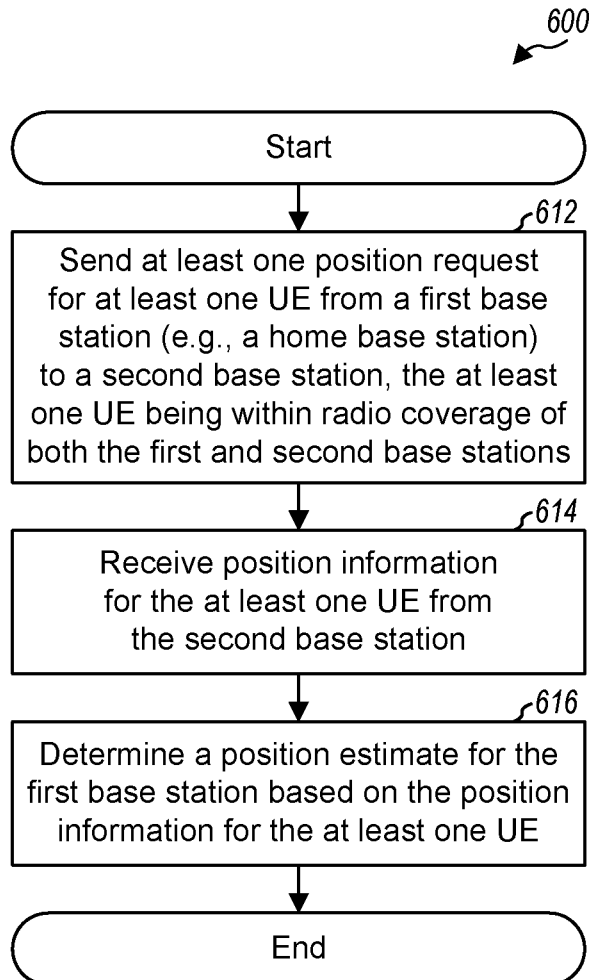 600
Start
612
Send at least one position request
for at least one UE from a first base
station (e.g., a home base station)
to a second base station, the at least
one UE being within radio coverage of
both the first and second base stations
614
Receive position information
for the at least one UE from
the second base station
616
Determine a position estimate for the
first base station based on the position
information for the at least one UE
End